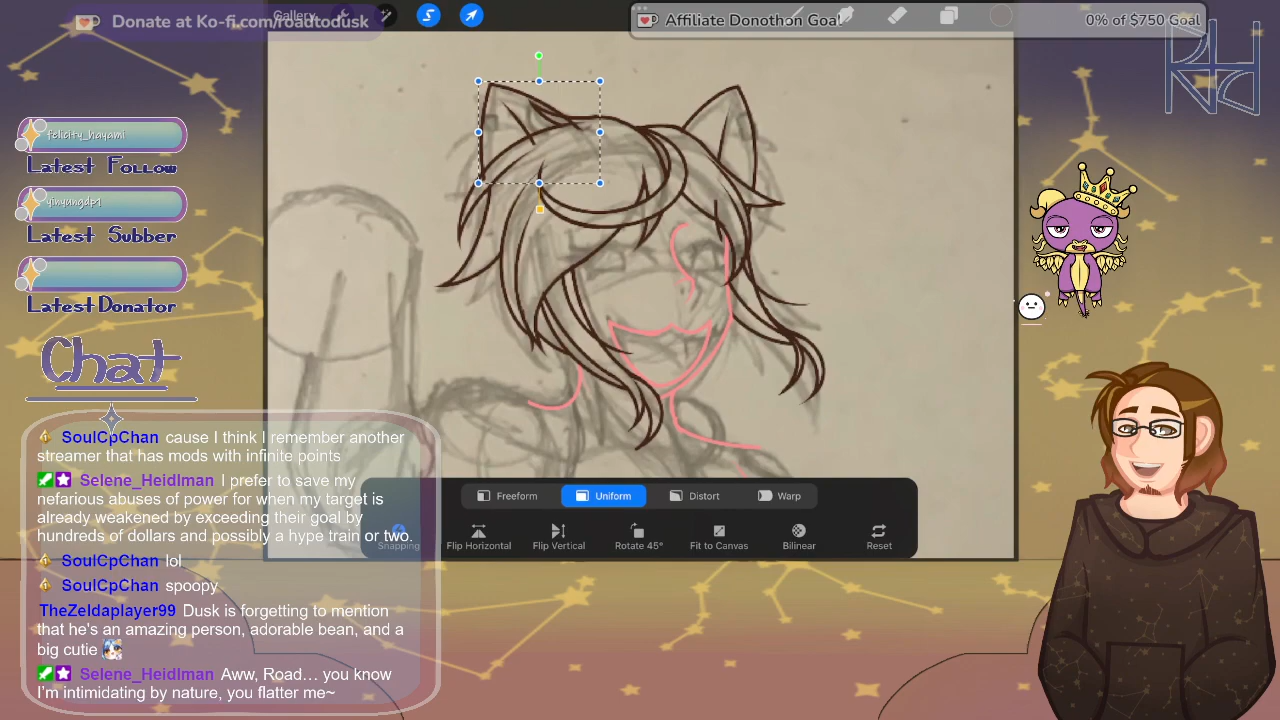 Donate at Ko-fi.com/roadtodusk
Gallery
Affiliate Donothon Goal
0% of $750 Goal
felicity_hayami
Latest Follow
yinyungdp1
Latest Subber
Latest Donator
Chat
SoulCpChan cause I think I remember another
streamer that has mods with infinite points
Selene_Heidlman I prefer to save my
nefarious abuses of power for when my target is
already weakened by exceeding their goal by
hundreds of dollars and possibly a hype train or two.
SoulCpChan lol
SoulCpChan spoopy
TheZeldaplayer99 Dusk is forgetting to mention
that he's an amazing person, adorable bean, and a
big cutie
Selene_Heidlman Aww, Road... you know
I'm intimidating by nature, you flatter me~
Freeform Uniform Distort Warp
Snapping Flip Horizontal Flip Vertical Rotate 45° Fit to Canvas Bilinear Reset